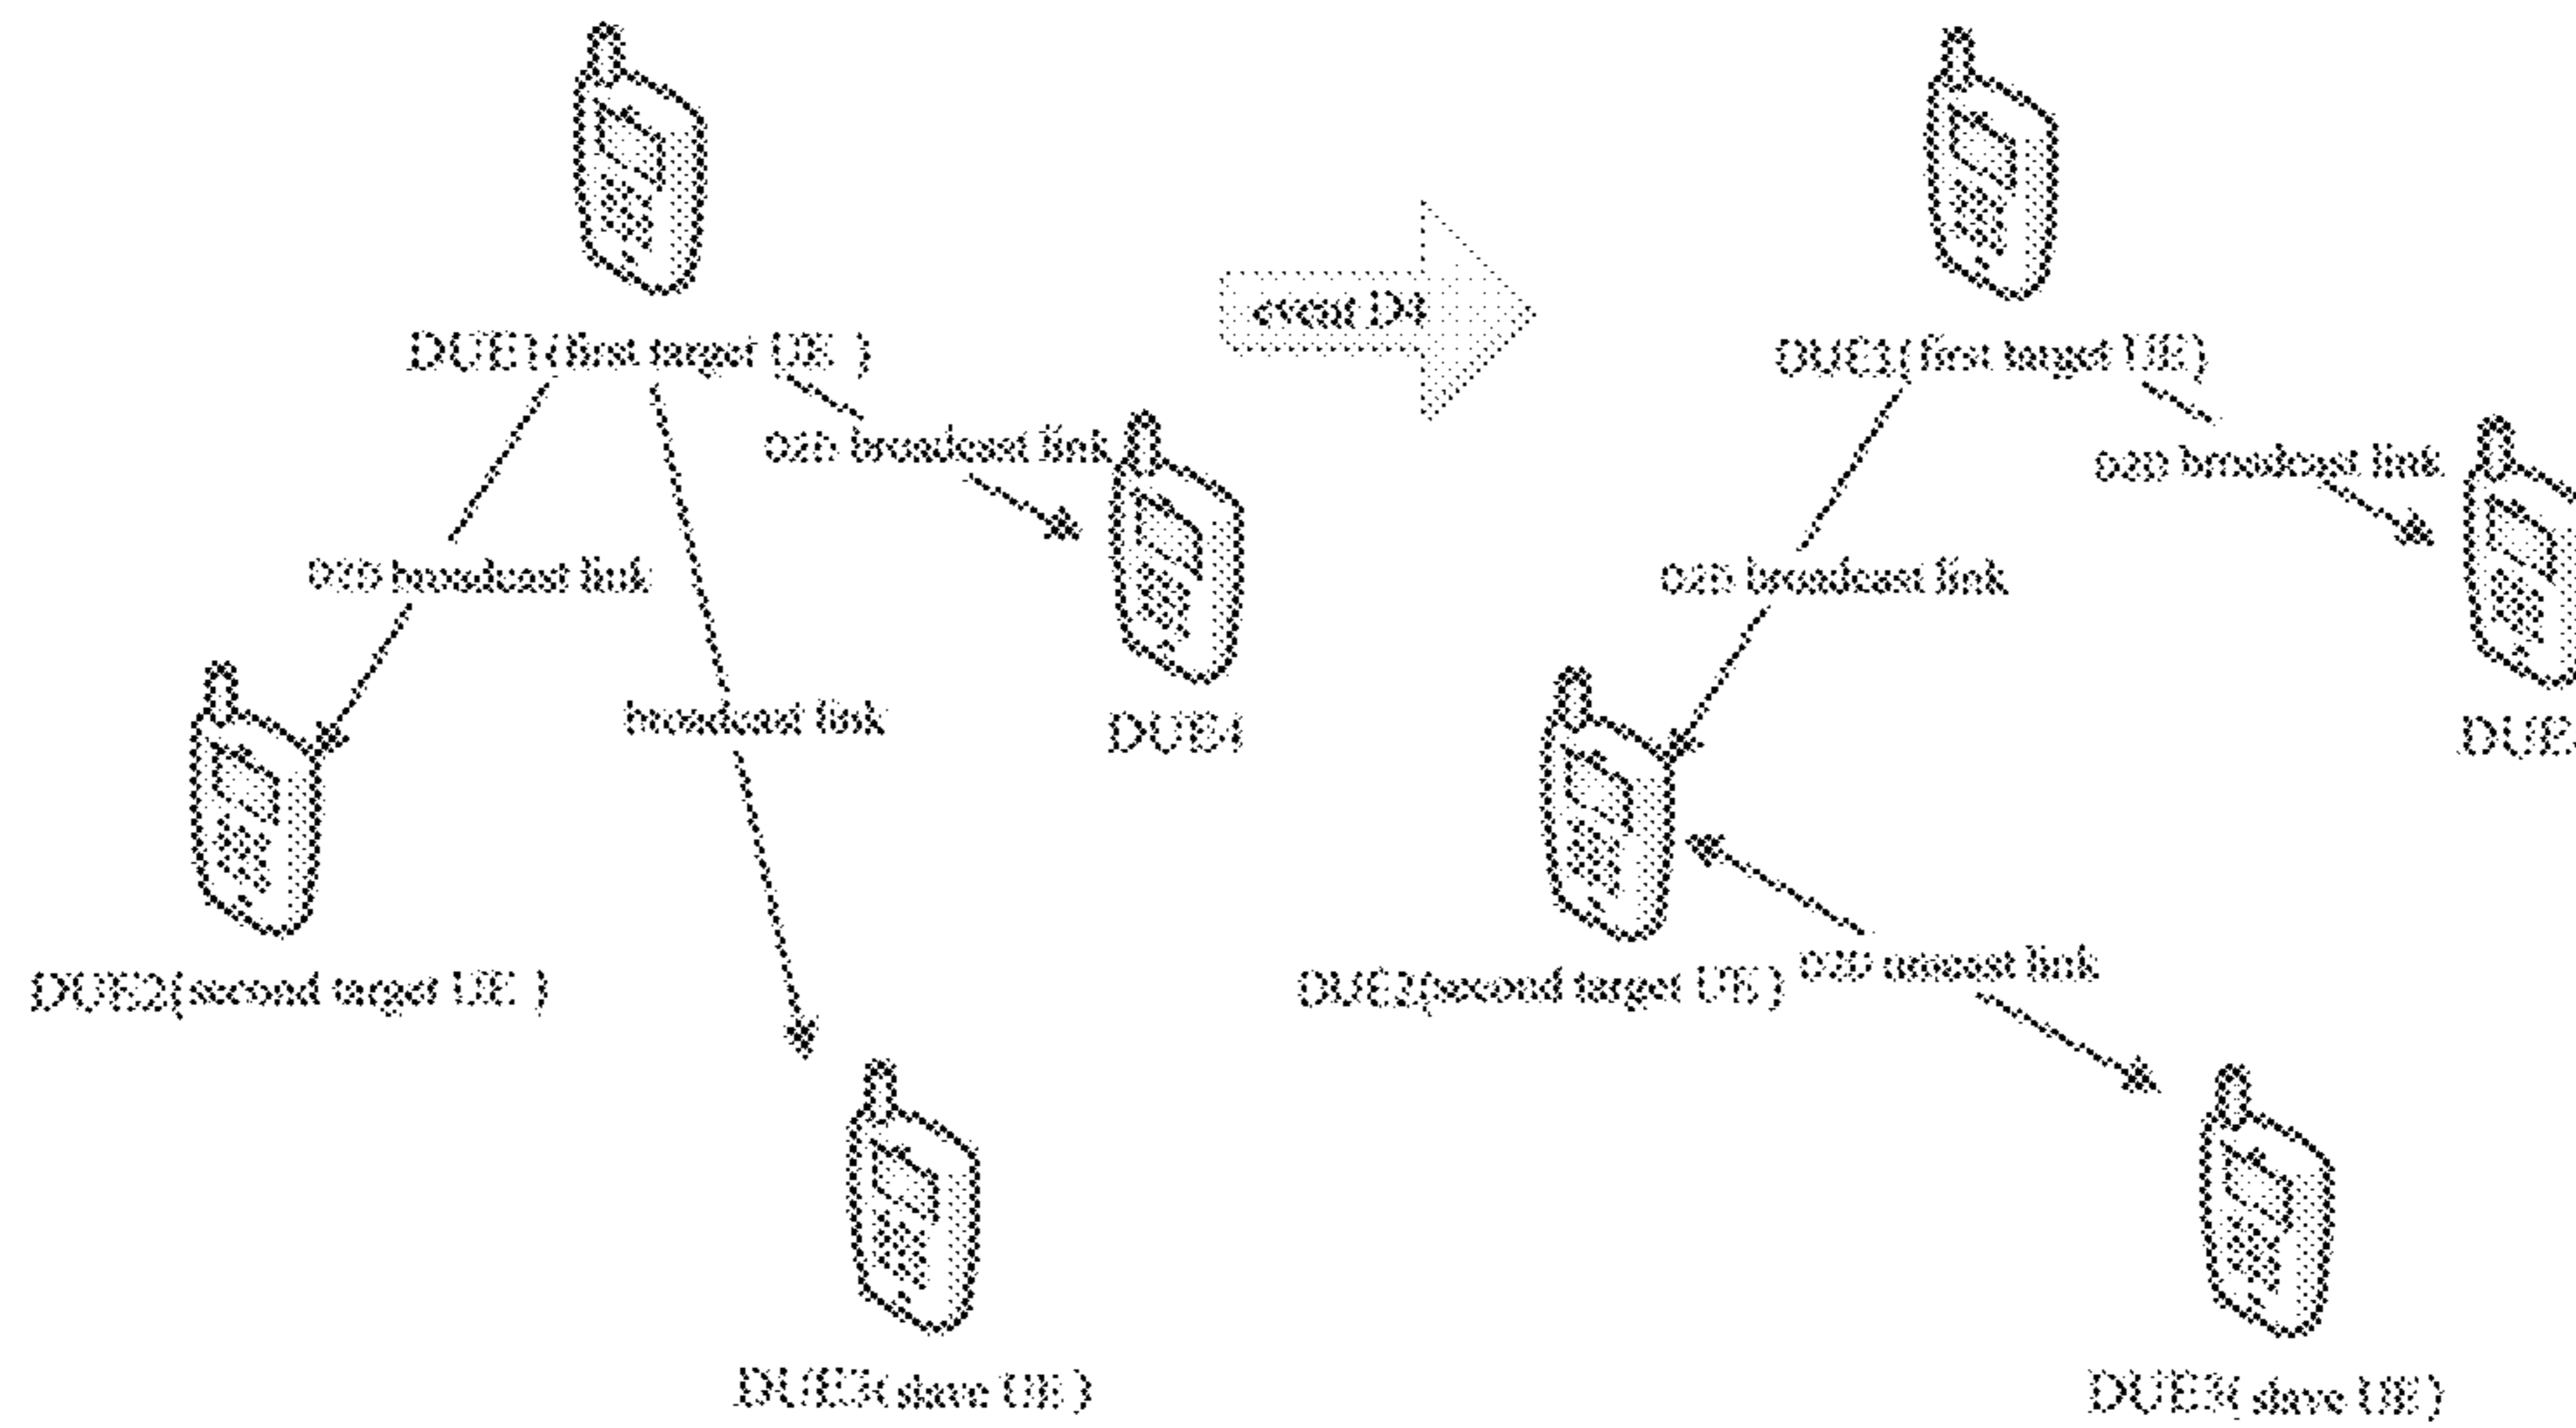 DUE1(first target UE )
D2D broadcast link
D2D broadcast link
broadcast link
DUE4
DUE2(second target UE )
DUE3(slave UE )
event D4
DUE1(first target UE)
D2D broadcast link
D2D broadcast link
DUE
DUE2(second target UE )
D2D unicast link
DUE3( slave UE )